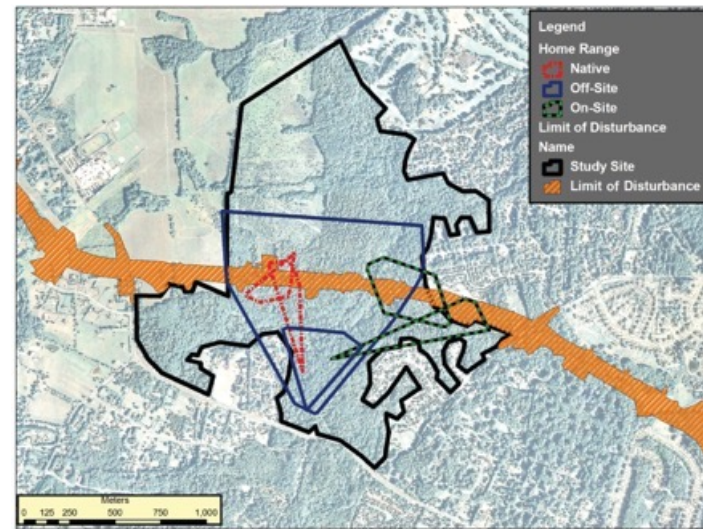 Legend
Home Range
Native
Off-Site
On-Site
Limit of Disturbance
Name
Study Site
Limit of Disturbance
Meters
0 125 250 500 750 1,000